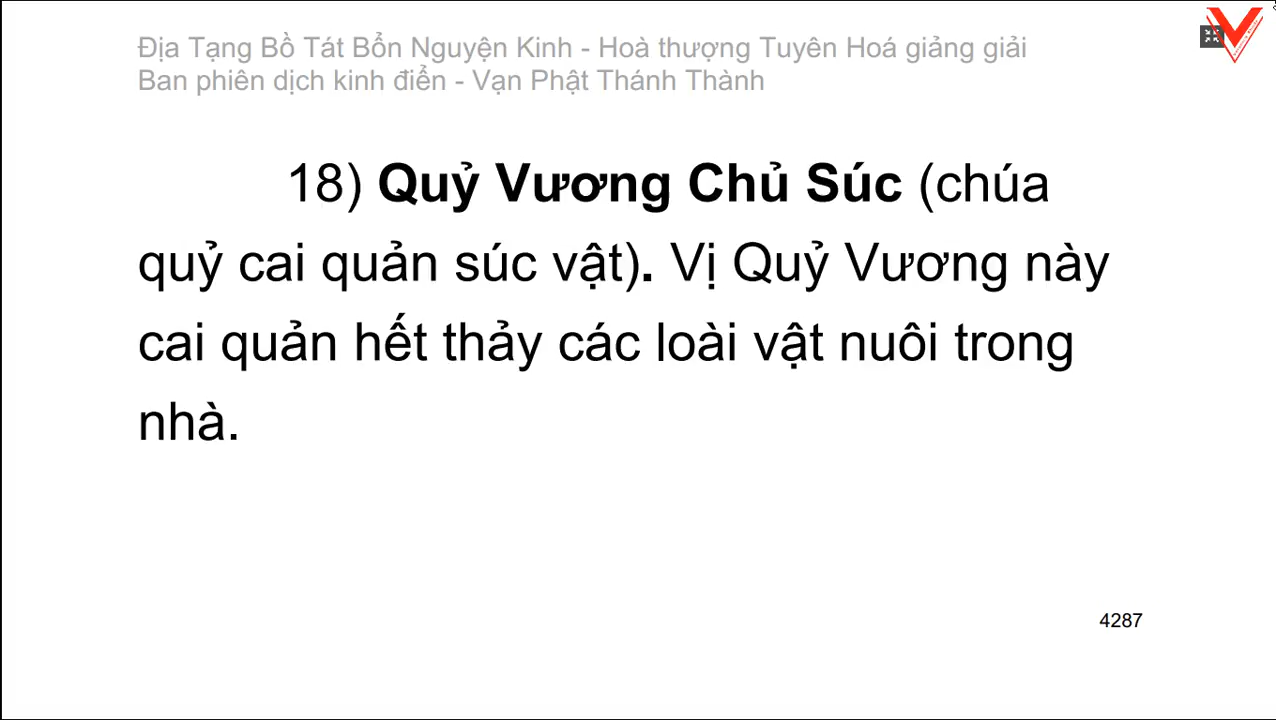 Địa Tạng Bồ Tát Bổn Nguyện Kinh - Hoà thượng Tuyên Hoá giảng giải
Ban phiên dịch kinh điển - Vạn Phật Thánh Thành
18) Quỷ Vương Chủ Súc (chúa
quỷ cai quản súc vật). Vị Quỷ Vương này
cai quản hết thảy các loài vật nuôi trong
nhà.
4287